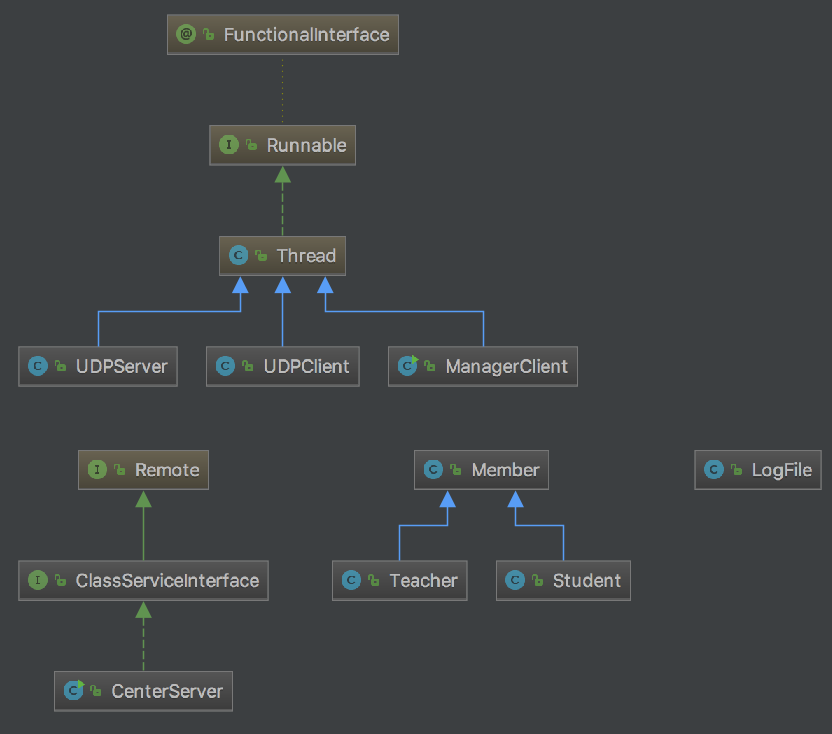 @ FunctionalInterface
I Runnable
C Thread
C UDPServer
C UDPClient
C ManagerClient
I Remote
C Member
C LogFile
I ClassServiceInterface
C Teacher
C Student
C CenterServer